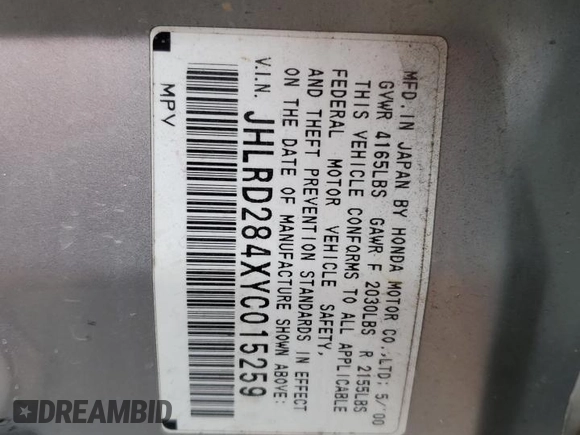 MFD. IN JAPAN BY HONDA MOTOR CO.,LTD; 5/'00
GVWR 4165LBS GAWR F 2030LBS R 2155LBS
THIS VEHICLE CONFORMS TO ALL APPLICABLE
FEDERAL MOTOR VEHICLE SAFETY,
AND THEFT PREVENTION STANDARDS IN EFFECT
ON THE DATE OF MANUFACTURE SHOWN ABOVE:
V.I.N. JHLRD284XYC015259
MPV
DREAMBID